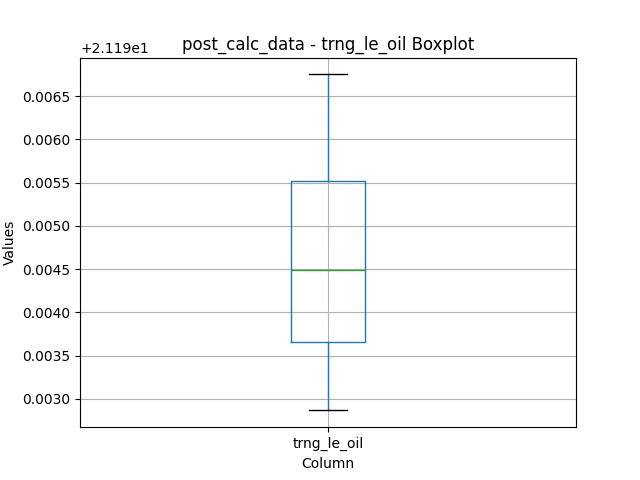 post_calc_data - trng_le_oil Boxplot
+2.119e1
0.0065
0.0060
0.0055
0.0050
0.0045
0.0040
0.0035
0.0030
Values
trng_le_oil
Column